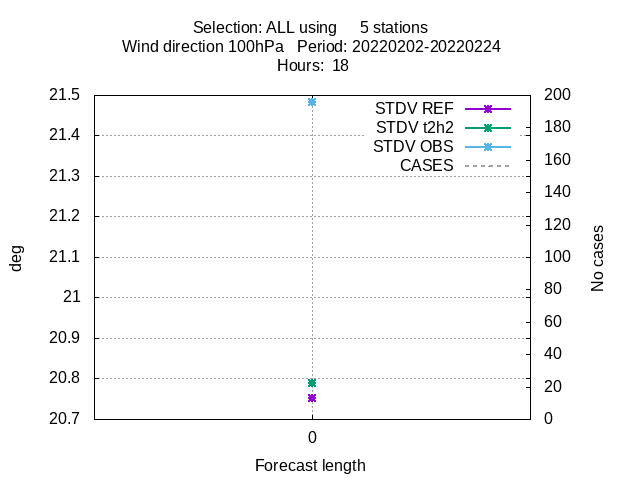 Selection: ALL using     5 stations
Wind direction 100hPa   Period: 20220202-20220224
Hours:  18
21.5
21.4
21.3
21.2
21.1
21
20.9
20.8
20.7
200
180
160
140
120
100
80
60
40
20
0
STDV REF
STDV t2h2
STDV OBS
CASES
deg
No cases
0
Forecast length